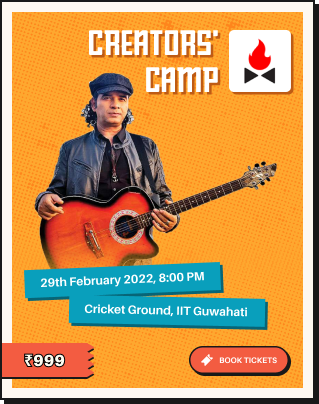 CREATORS'
CAMP
29th February 2022, 8:00 PM
Cricket Ground, IIT Guwahati
₹999
BOOK TICKETS